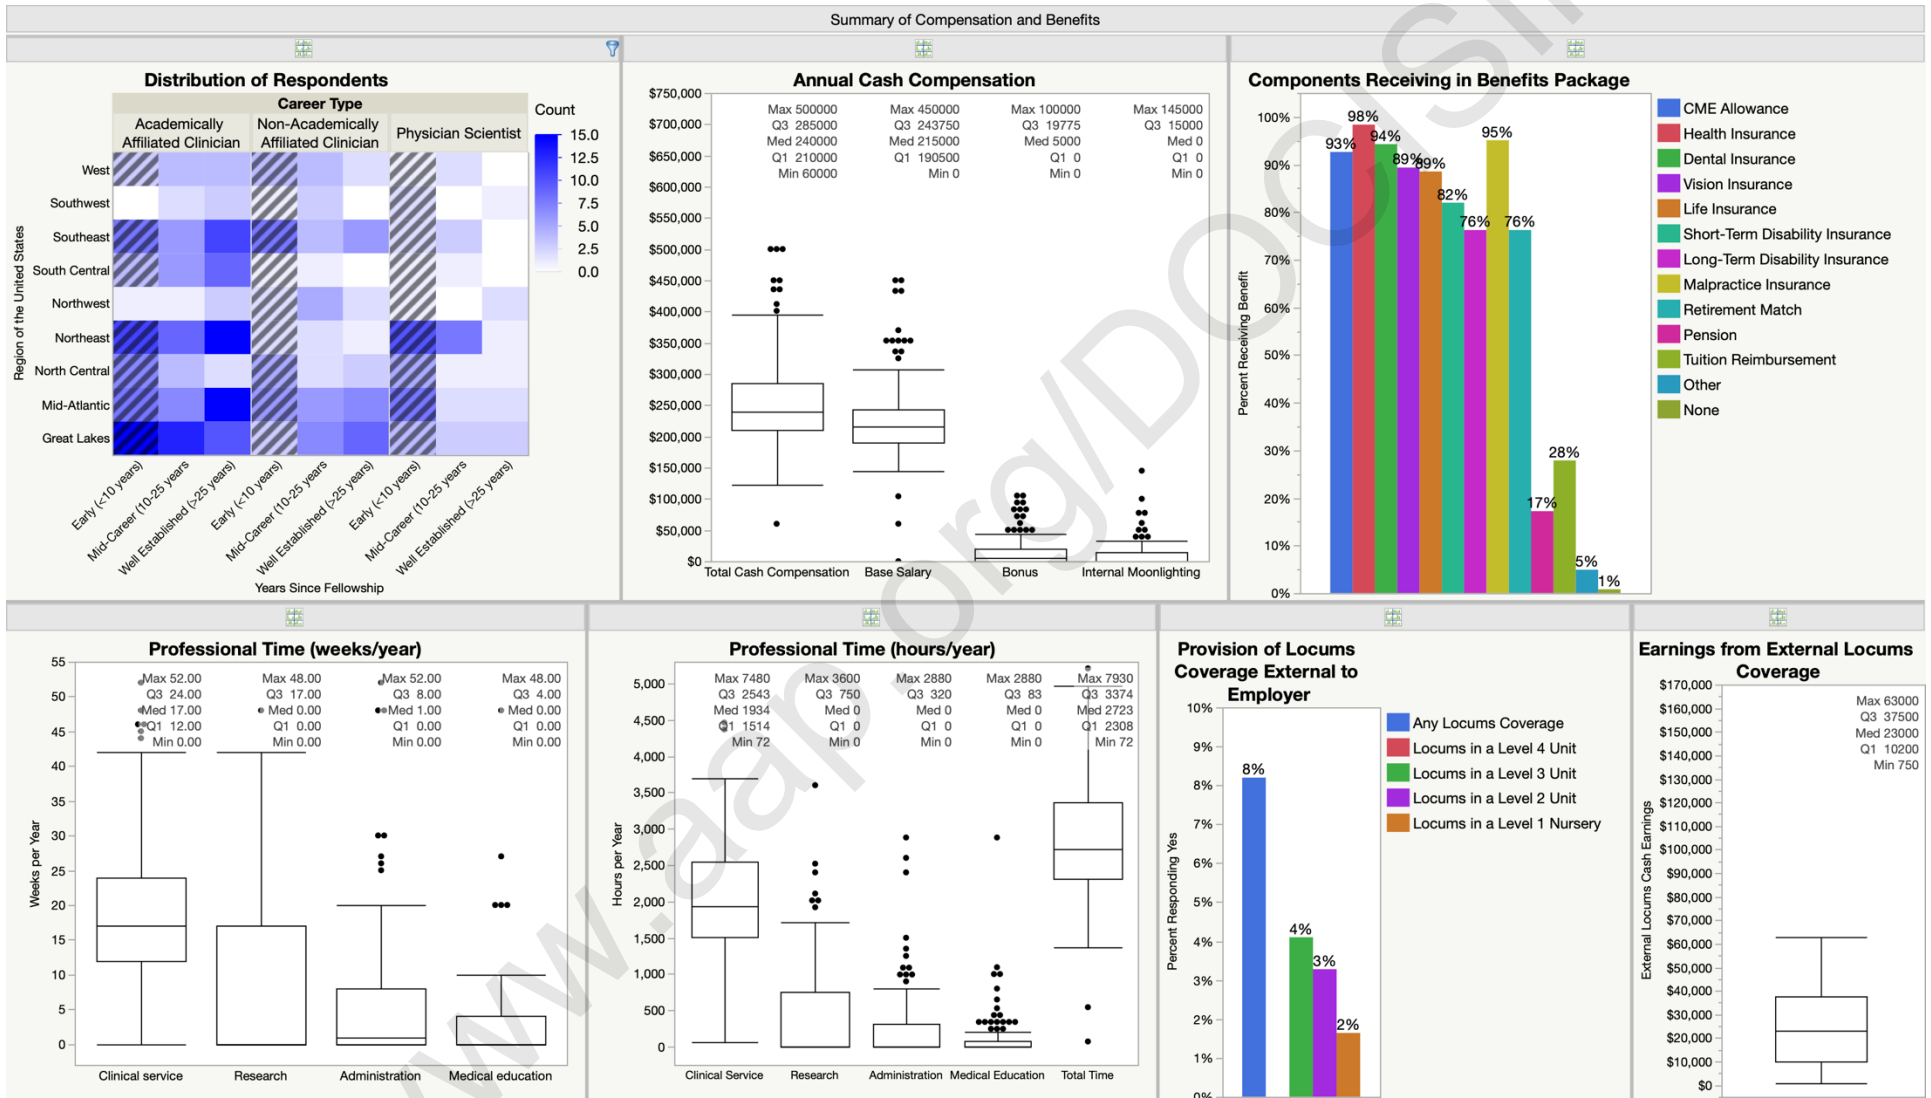 Summary of Compensation and Benefits
Distribution of Respondents
Career Type
Academically
Affiliated Clinician
Non-Academically
Affiliated Clinician
Physician Scientist
Count
15.0
12.5
10.0
7.5
5.0
2.5
0.0
Region of the United States
West
Southwest
Southeast
South Central
Northwest
Northeast
North Central
Mid-Atlantic
Great Lakes
Early (<10 years)
Mid-Career (10-25 years
Well Established (>25 years)
Early (<10 years)
Mid-Career (10-25 years
Well Established (>25 years)
Early (<10 years)
Mid-Career (10-25 years
Well Established (>25 years)
Years Since Fellowship
Annual Cash Compensation
$750,000
$700,000
$650,000
$600,000
$550,000
$500,000
$450,000
$400,000
$350,000
$300,000
$250,000
$200,000
$150,000
$100,000
$50,000
$0
Max 500000
Q3 285000
Med 240000
Q1 210000
Min 60000
Max 450000
Q3 243750
Med 215000
Q1 190500
Min 0
Max 100000
Q3 19775
Med 5000
Q1 0
Min 0
Max 145000
Q3 15000
Med 0
Q1 0
Min 0
Total Cash Compensation
Base Salary
Bonus
Internal Moonlighting
Components Receiving in Benefits Package
Percent Receiving Benefit
100%
90%
80%
70%
60%
50%
40%
30%
20%
10%
0%
93%
98%
94%
89%
89%
82%
76%
95%
76%
17%
28%
5%
1%
CME Allowance
Health Insurance
Dental Insurance
Vision Insurance
Life Insurance
Short-Term Disability Insurance
Long-Term Disability Insurance
Malpractice Insurance
Retirement Match
Pension
Tuition Reimbursement
Other
None
Professional Time (weeks/year)
Weeks per Year
55
50
45
40
35
30
25
20
15
10
5
0
Max 52.00
Q3 24.00
Med 17.00
Q1 12.00
Min 0.00
Max 48.00
Q3 17.00
Med 0.00
Q1 0.00
Min 0.00
Max 52.00
Q3 8.00
Med 1.00
Q1 0.00
Min 0.00
Max 48.00
Q3 4.00
Med 0.00
Q1 0.00
Min 0.00
Clinical service
Research
Administration
Medical education
Professional Time (hours/year)
Hours per Year
5,000
4,500
4,000
3,500
3,000
2,500
2,000
1,500
1,000
500
0
Max 7480
Q3 2543
Med 1934
Q1 1514
Min 72
Max 3600
Q3 750
Med 0
Q1 0
Min 0
Max 2880
Q3 320
Med 0
Q1 0
Min 0
Max 2880
Q3 83
Med 0
Q1 0
Min 0
Max 7930
Q3 3374
Med 2723
Q1 2308
Min 72
Clinical Service
Research
Administration
Medical Education
Total Time
Provision of Locums
Coverage External to
Employer
Percent Responding Yes
10%
9%
8%
7%
6%
5%
4%
3%
2%
1%
0%
8%
4%
3%
2%
Any Locums Coverage
Locums in a Level 4 Unit
Locums in a Level 3 Unit
Locums in a Level 2 Unit
Locums in a Level 1 Nursery
Earnings from External Locums
Coverage
External Locums Cash Earnings
$170,000
$160,000
$150,000
$140,000
$130,000
$120,000
$110,000
$100,000
$90,000
$80,000
$70,000
$60,000
$50,000
$40,000
$30,000
$20,000
$10,000
$0
Max 63000
Q3 37500
Med 23000
Q1 10200
Min 750
www.aap.org/DOCISin